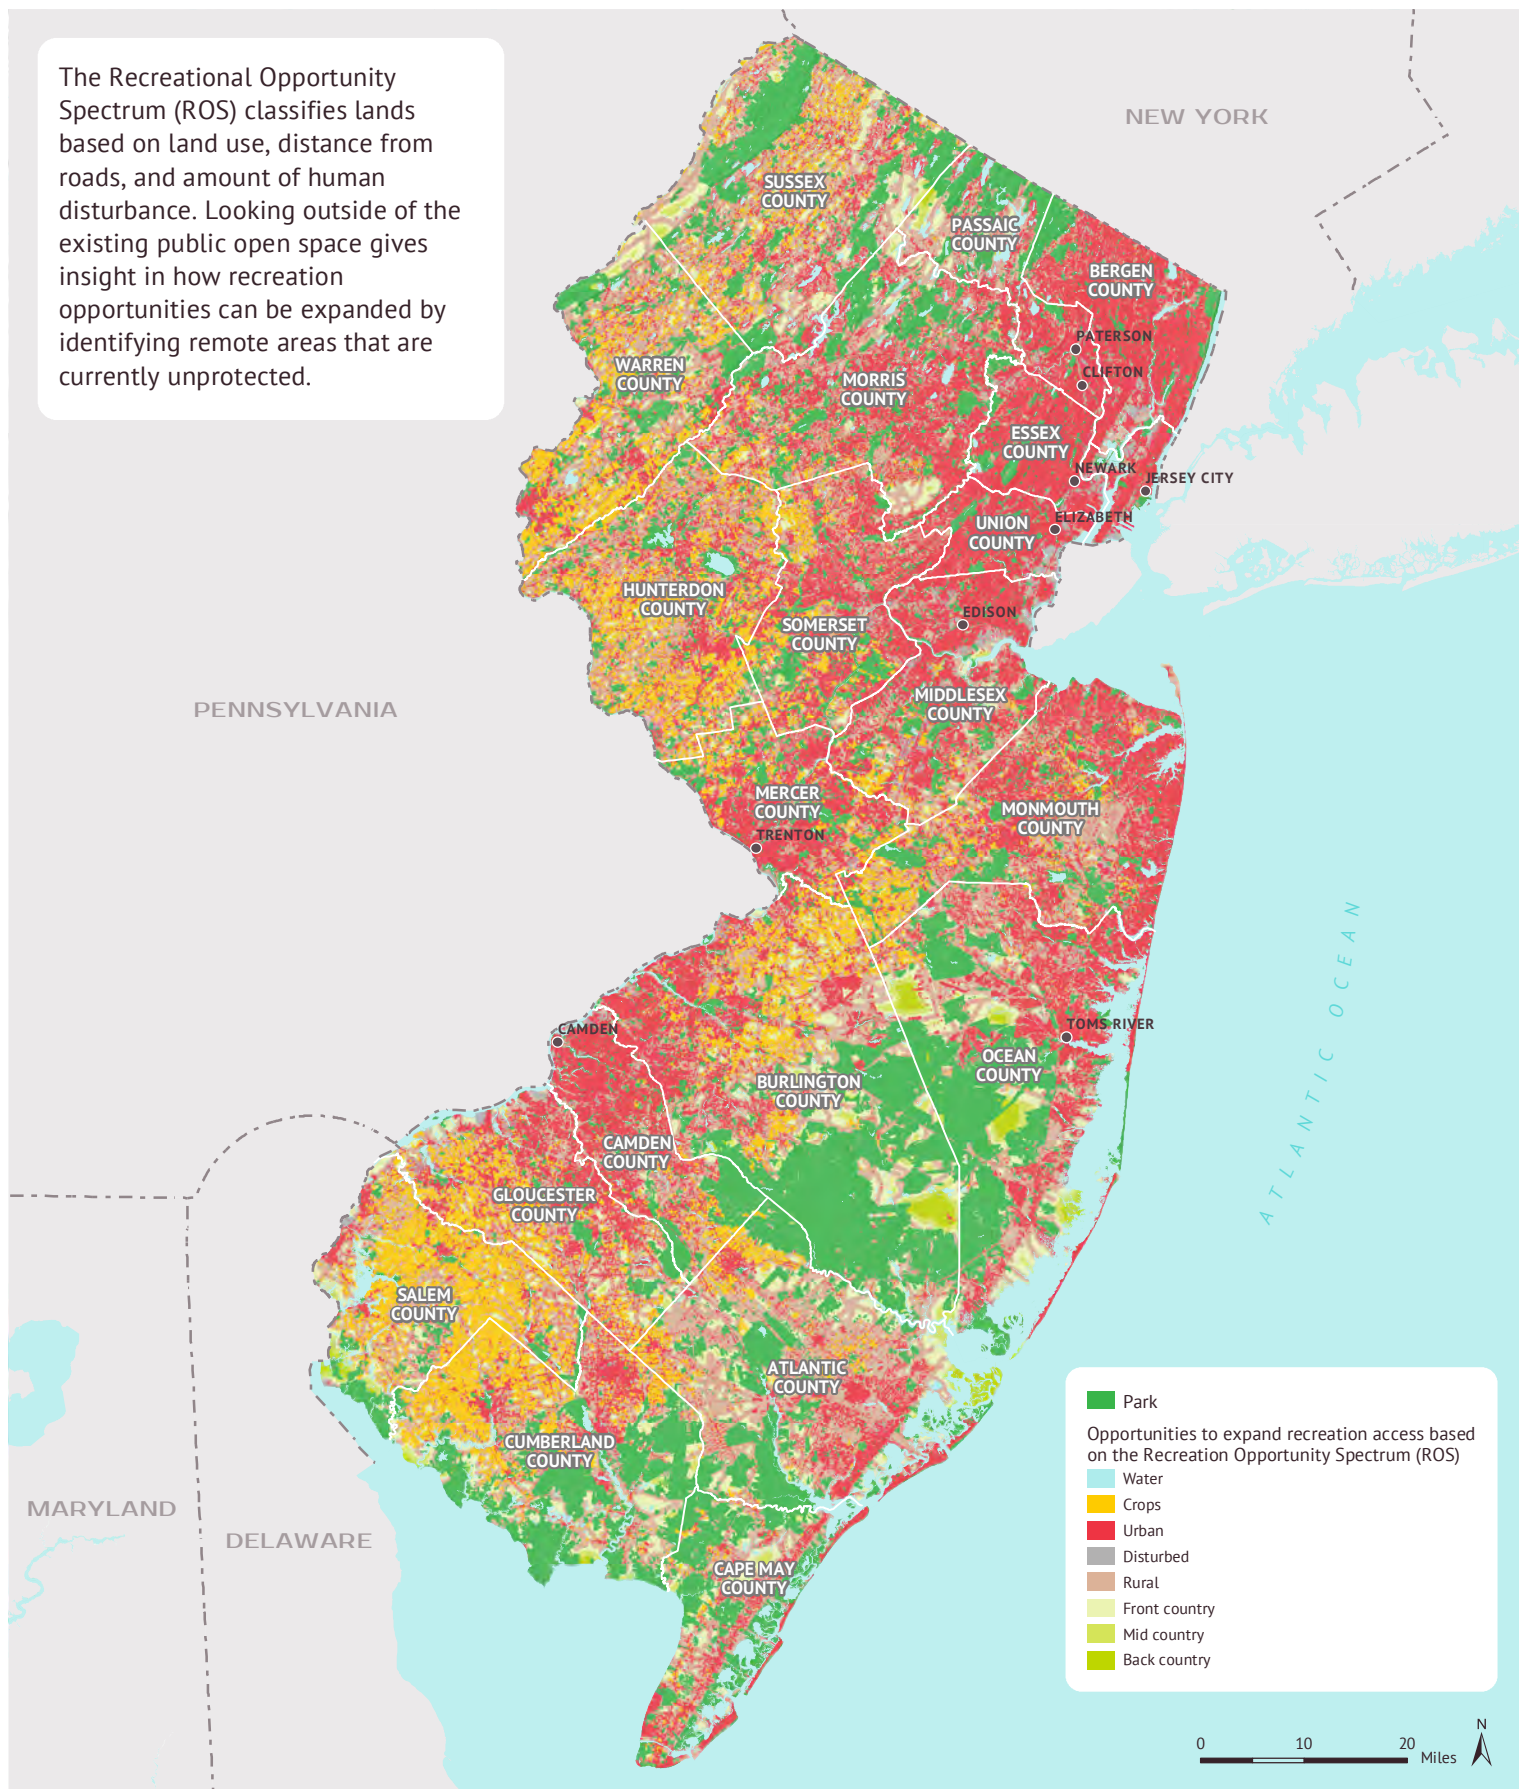 The Recreational Opportunity
Spectrum (ROS) classifies lands
based on land use, distance from
roads, and amount of human
disturbance. Looking outside of the
existing public open space gives
insight in how recreation
opportunities can be expanded by
identifying remote areas that are
currently unprotected.
NEW YORK
SUSSEX
COUNTY
PASSAIC
COUNTY
BERGEN
COUNTY
PATERSON
WARREN
COUNTY
MORRIS
COUNTY
CLIFTON
ESSEX
COUNTY
NEWARK
JERSEY CITY
UNION
COUNTY
ELIZABETH
HUNTERDON
COUNTY
SOMERSET
COUNTY
EDISON
PENNSYLVANIA
MIDDLESEX
COUNTY
MERCER
COUNTY
MONMOUTH
COUNTY
TRENTON
ATLANTIC OCEAN
CAMDEN
TOMS RIVER
OCEAN
COUNTY
BURLINGTON
COUNTY
CAMDEN
COUNTY
GLOUCESTER
COUNTY
SALEM
COUNTY
ATLANTIC
COUNTY
CUMBERLAND
COUNTY
MARYLAND
DELAWARE
CAPE MAY
COUNTY
Park
Opportunities to expand recreation access based
on the Recreation Opportunity Spectrum (ROS)
Water
Crops
Urban
Disturbed
Rural
Front country
Mid country
Back country
N
0 10 20
Miles